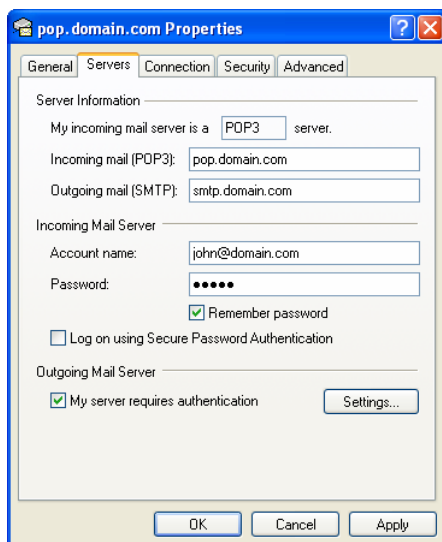 pop.domain.com Properties
General Servers Connection Security Advanced
Server Information
My incoming mail server is a POP3 server.
Incoming mail (POP3): pop.domain.com
Outgoing mail (SMTP): smtp.domain.com
Incoming Mail Server
Account name: john@domain.com
Password: •••••
Remember password
Log on using Secure Password Authentication
Outgoing Mail Server
My server requires authentication Settings...
OK Cancel Apply